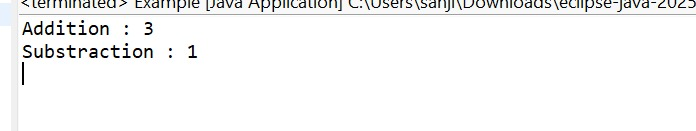 <terminated> Example [Java Application] C:\Users\sanji\Downloads\eclipse-java-2025
Addition : 3
Substraction : 1